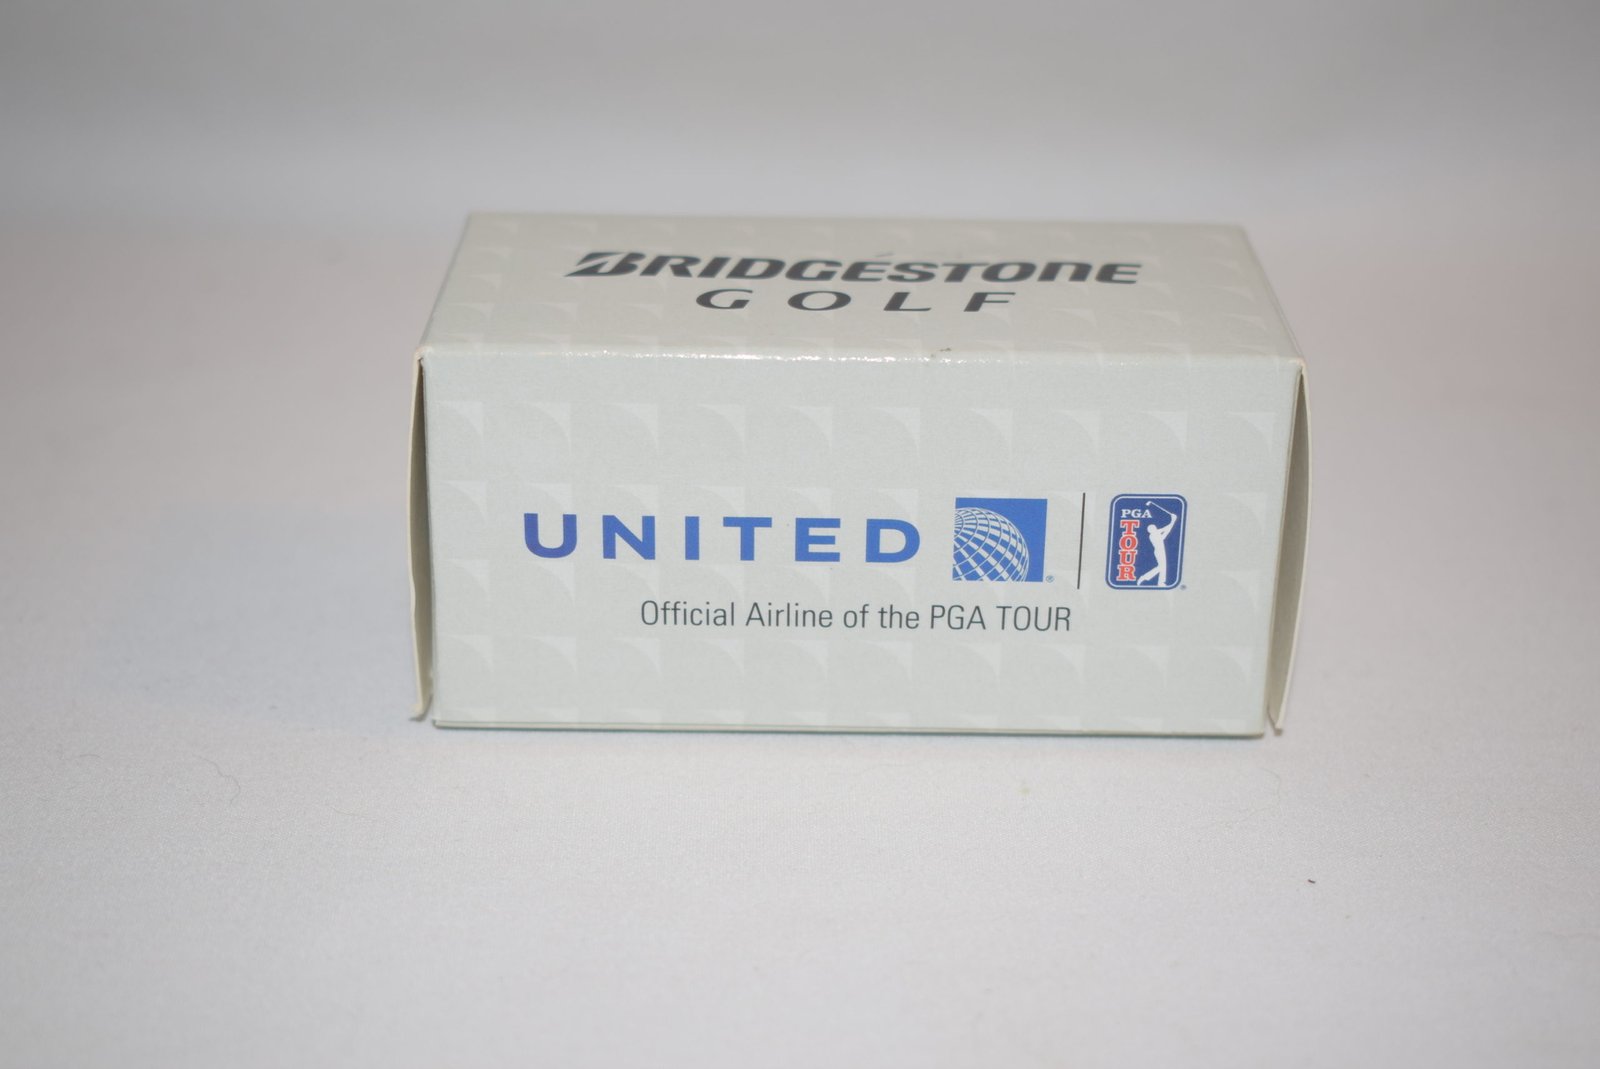 BRIDGESTONE
GOLF
UNITED
PGA
TOUR
Official Airline of the PGA TOUR